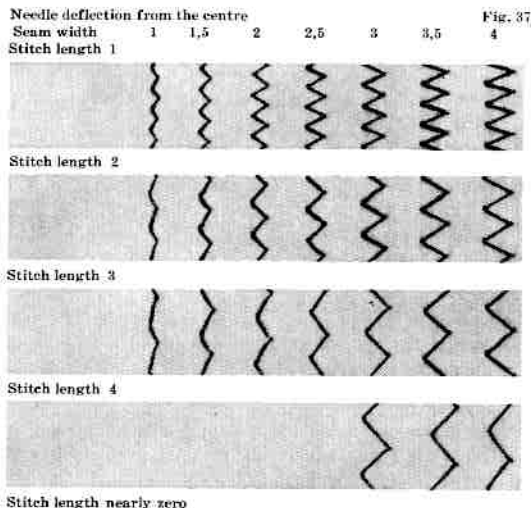 Needle deflection from the centre Fig. 37
Seam width 1 1,5 2 2,5 3 3,5 4
Stitch length 1
Stitch length 2
Stitch length 3
Stitch length 4
Stitch length nearly zero